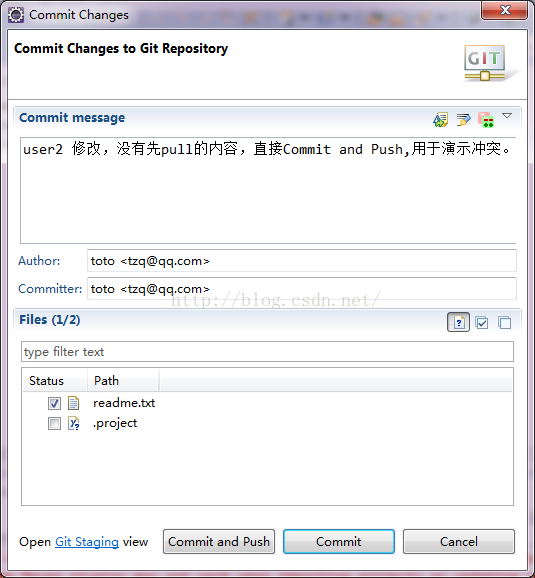 Commit Changes
Commit Changes to Git Repository
GIT
Commit message
user2 修改，没有先pull的内容，直接Commit and Push,用于演示冲突。
Author: toto <tzq@qq.com>
Committer: toto <tzq@qq.com>
http://blog.csdn.net/
Files (1/2)
type filter text
Status Path
readme.txt
.project
Open Git Staging view Commit and Push Commit Cancel